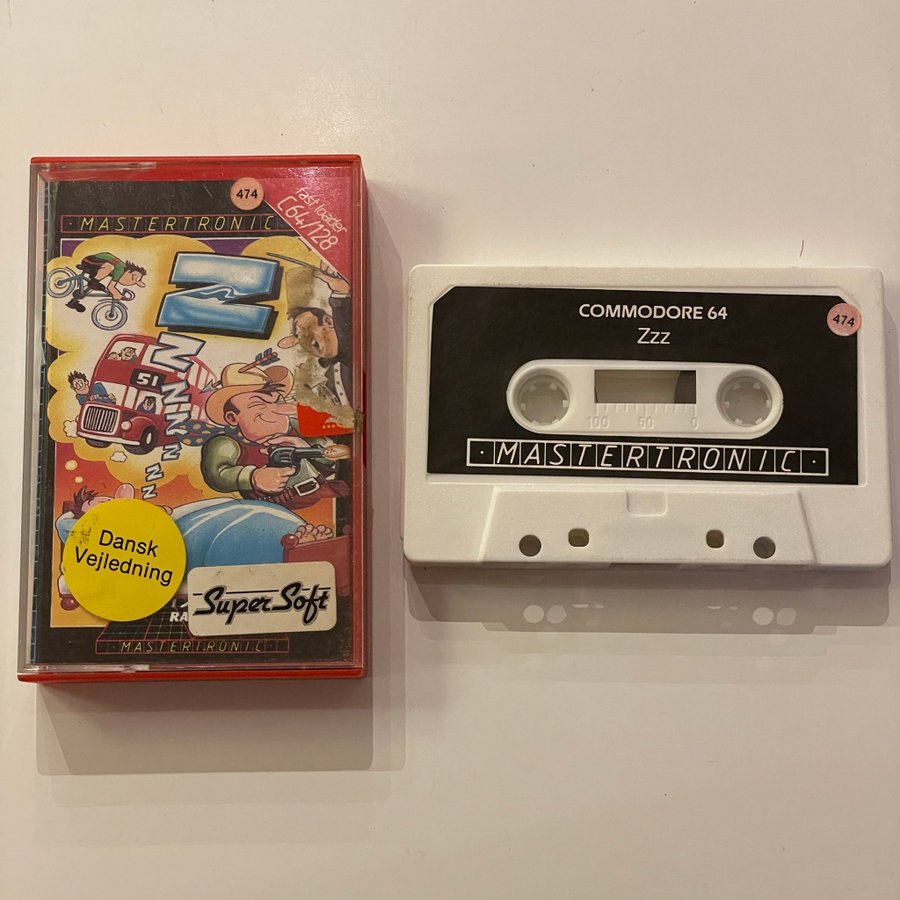 474
·MASTERTRONIC·
fast loader
C64/128
Z
Z
Z
Z
Z
Z
Z
51
Dansk
Vejledning
Super Soft
RA
·MASTERTRONIC·
COMMODORE 64
Zzz
474
100 50 0
·MASTERTRONIC·